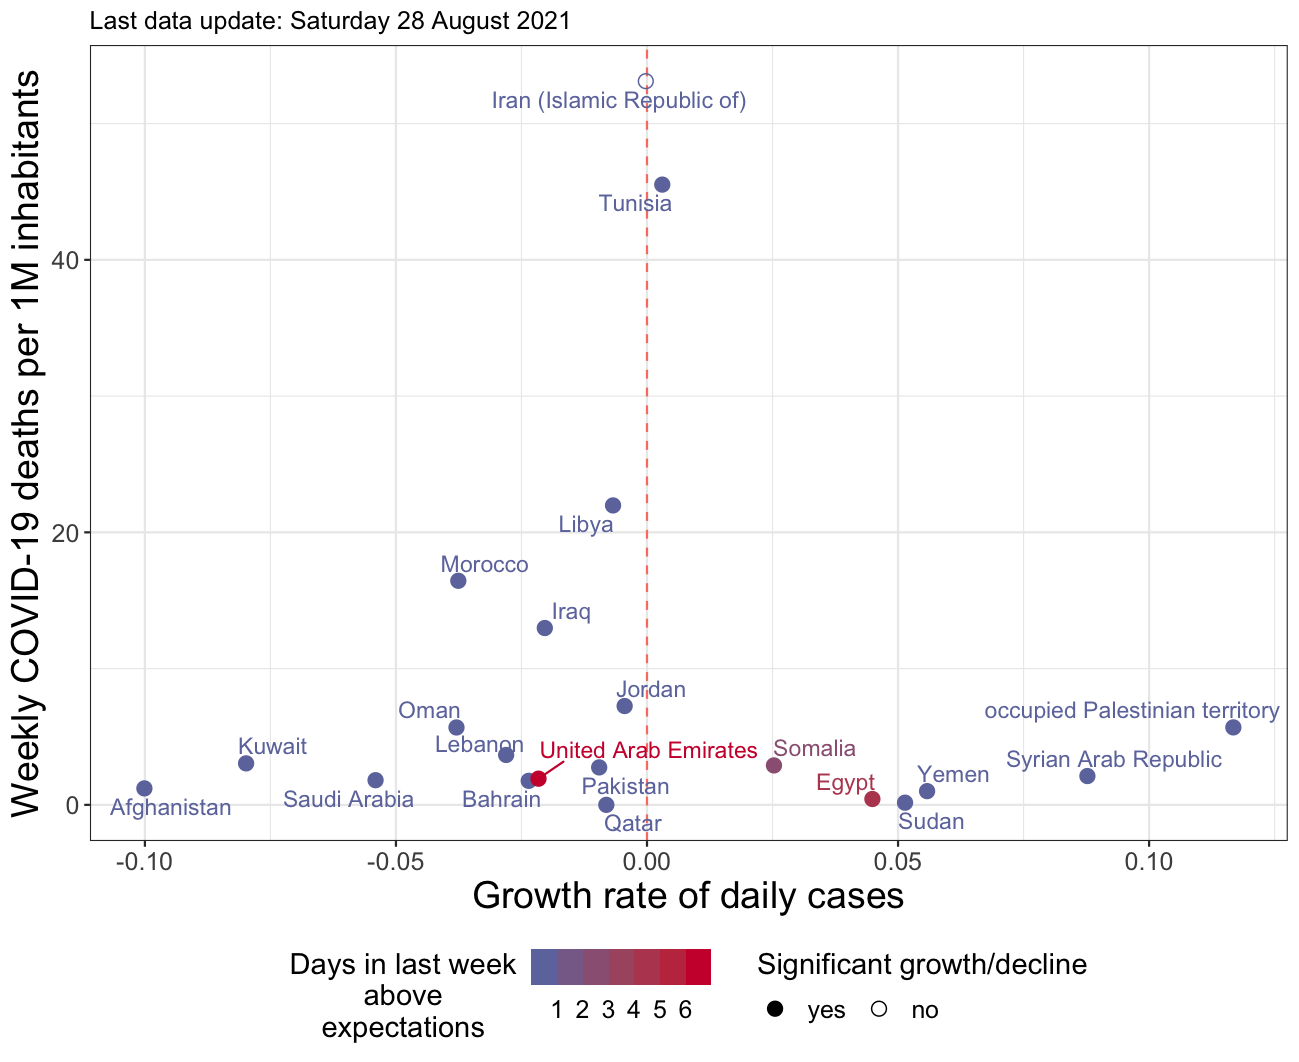 Last data update: Saturday 28 August 2021
Weekly COVID-19 deaths per 1M inhabitants
Iran (Islamic Republic of)
Tunisia
40
Libya
20
Morocco
Iraq
Jordan
Oman
occupied Palestinian territory
Lebanon
Kuwait
United Arab Emirates
Somalia
Syrian Arab Republic
Yemen
Egypt
Pakistan
Saudi Arabia
Bahrain
0
Afghanistan
Qatar
Sudan
-0.10 -0.05 0.00 0.05 0.10
Growth rate of daily cases
Days in last week
above
expectations
1 2 3 4 5 6
Significant growth/decline
yes no